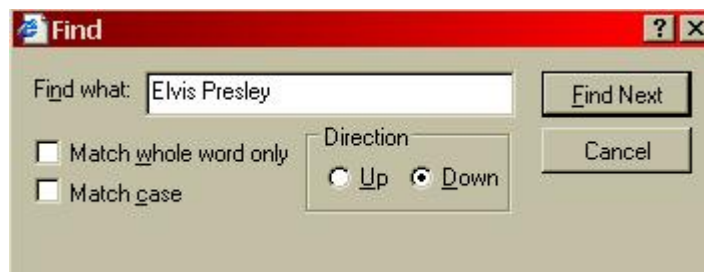 Find
Find what: Elvis Presley
Find Next
Match whole word only
Direction
Cancel
Up Down
Match case